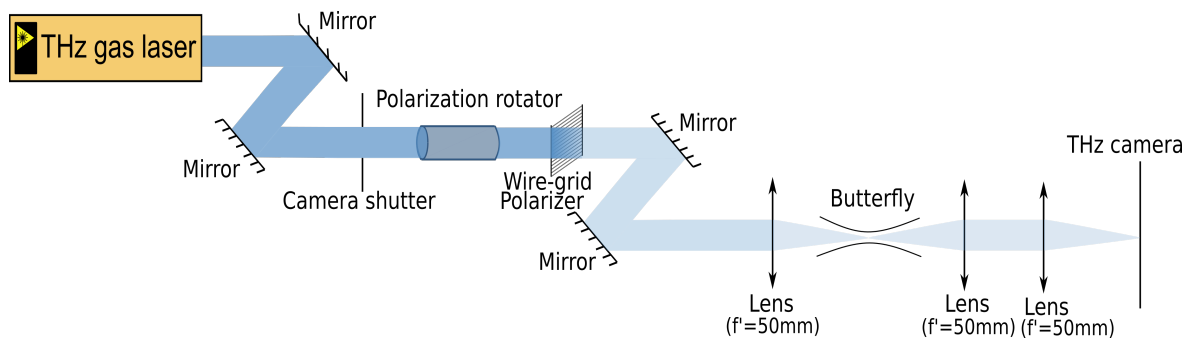 THz gas laser
Mirror
Mirror
Camera shutter
Polarization rotator
Wire-grid
Polarizer
Mirror
Mirror
Lens
(f'=50mm)
Butterfly
Lens
(f'=50mm)
Lens
(f'=50mm)
THz camera